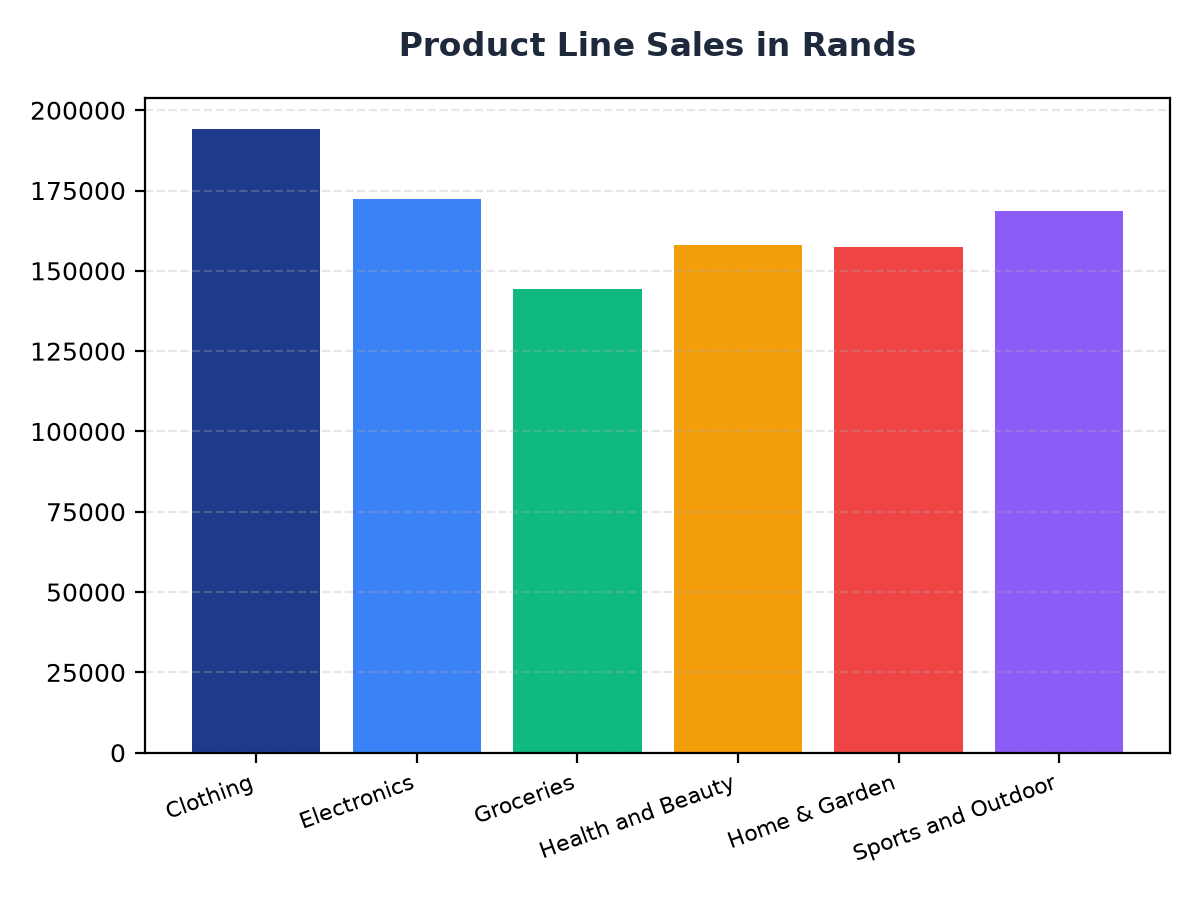 Product Line Sales in Rands
200000
175000
150000
125000
100000
75000
50000
25000
0
Clothing
Electronics
Groceries
Health and Beauty
Home & Garden
Sports and Outdoor